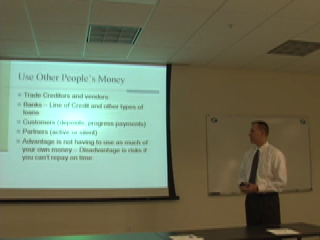 Use Other People's Money
Trade Creditors and vendors
Banks – Line of Credit and other types of
loans
Customers (deposits, progress payments)
Partners (active or silent)
Advantage is not having to use as much of
your own money – Disadvantage is risks if
you can't repay on time